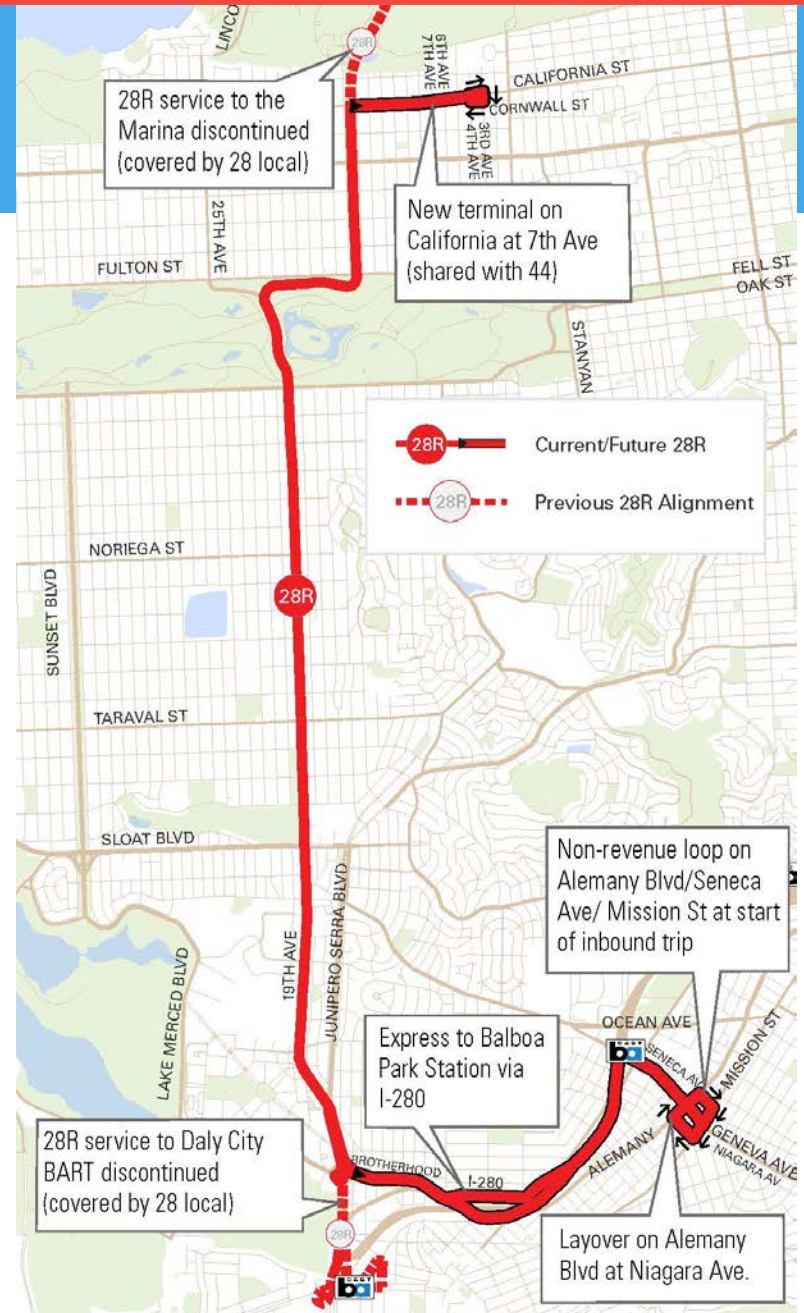 LINCO
28R
28R service to the
Marina discontinued
(covered by 28 local)
6TH AVE
7TH AVE
CALIFORNIA ST
CORNWALL ST
3RD AVE
4TH AVE
25TH AVE
New terminal on
California at 7th Ave
(shared with 44)
FULTON ST
FELL ST
OAK ST
STANYAN
28R
Current/Future 28R
28R
Previous 28R Alignment
NORIEGA ST
28R
SUNSET BLVD
TARAVAL ST
SLOAT BLVD
Non-revenue loop on
Alemany Blvd/Seneca
Ave/ Mission St at start
of inbound trip
LAKE MERCED BLVD
19TH AVE
JUNIPERO SERRA BLVD
Express to Balboa
Park Station via
I-280
OCEAN AVE
ba
SENECA AV
MISSION ST
28R service to Daly City
BART discontinued
(covered by 28 local)
BROTHERHOOD
I-280
ALEMANY
GENEVA AVE
NIAGARA AV
28R
ba
Layover on Alemany
Blvd at Niagara Ave.